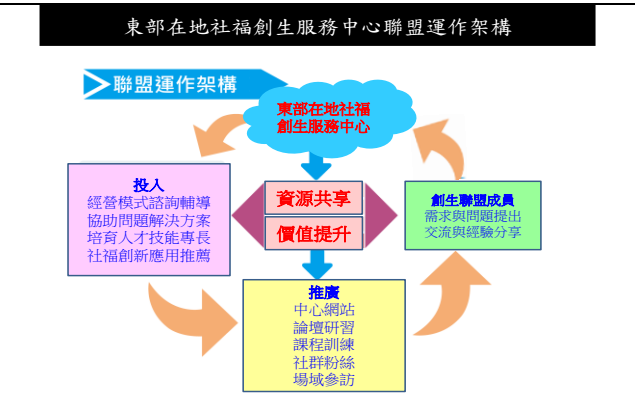 東部在地社福創生服務中心聯盟運作架構
聯盟運作架構
東部在地社福
創生服務中心
投入
經營模式諮詢輔導
協助問題解決方案
培育人才技能專長
社福創新應用推薦
資源共享
價值提升
創生聯盟成員
需求與問題提出
交流與經驗分享
推廣
中心網站
論壇研習
課程訓練
社群粉絲
場域參訪